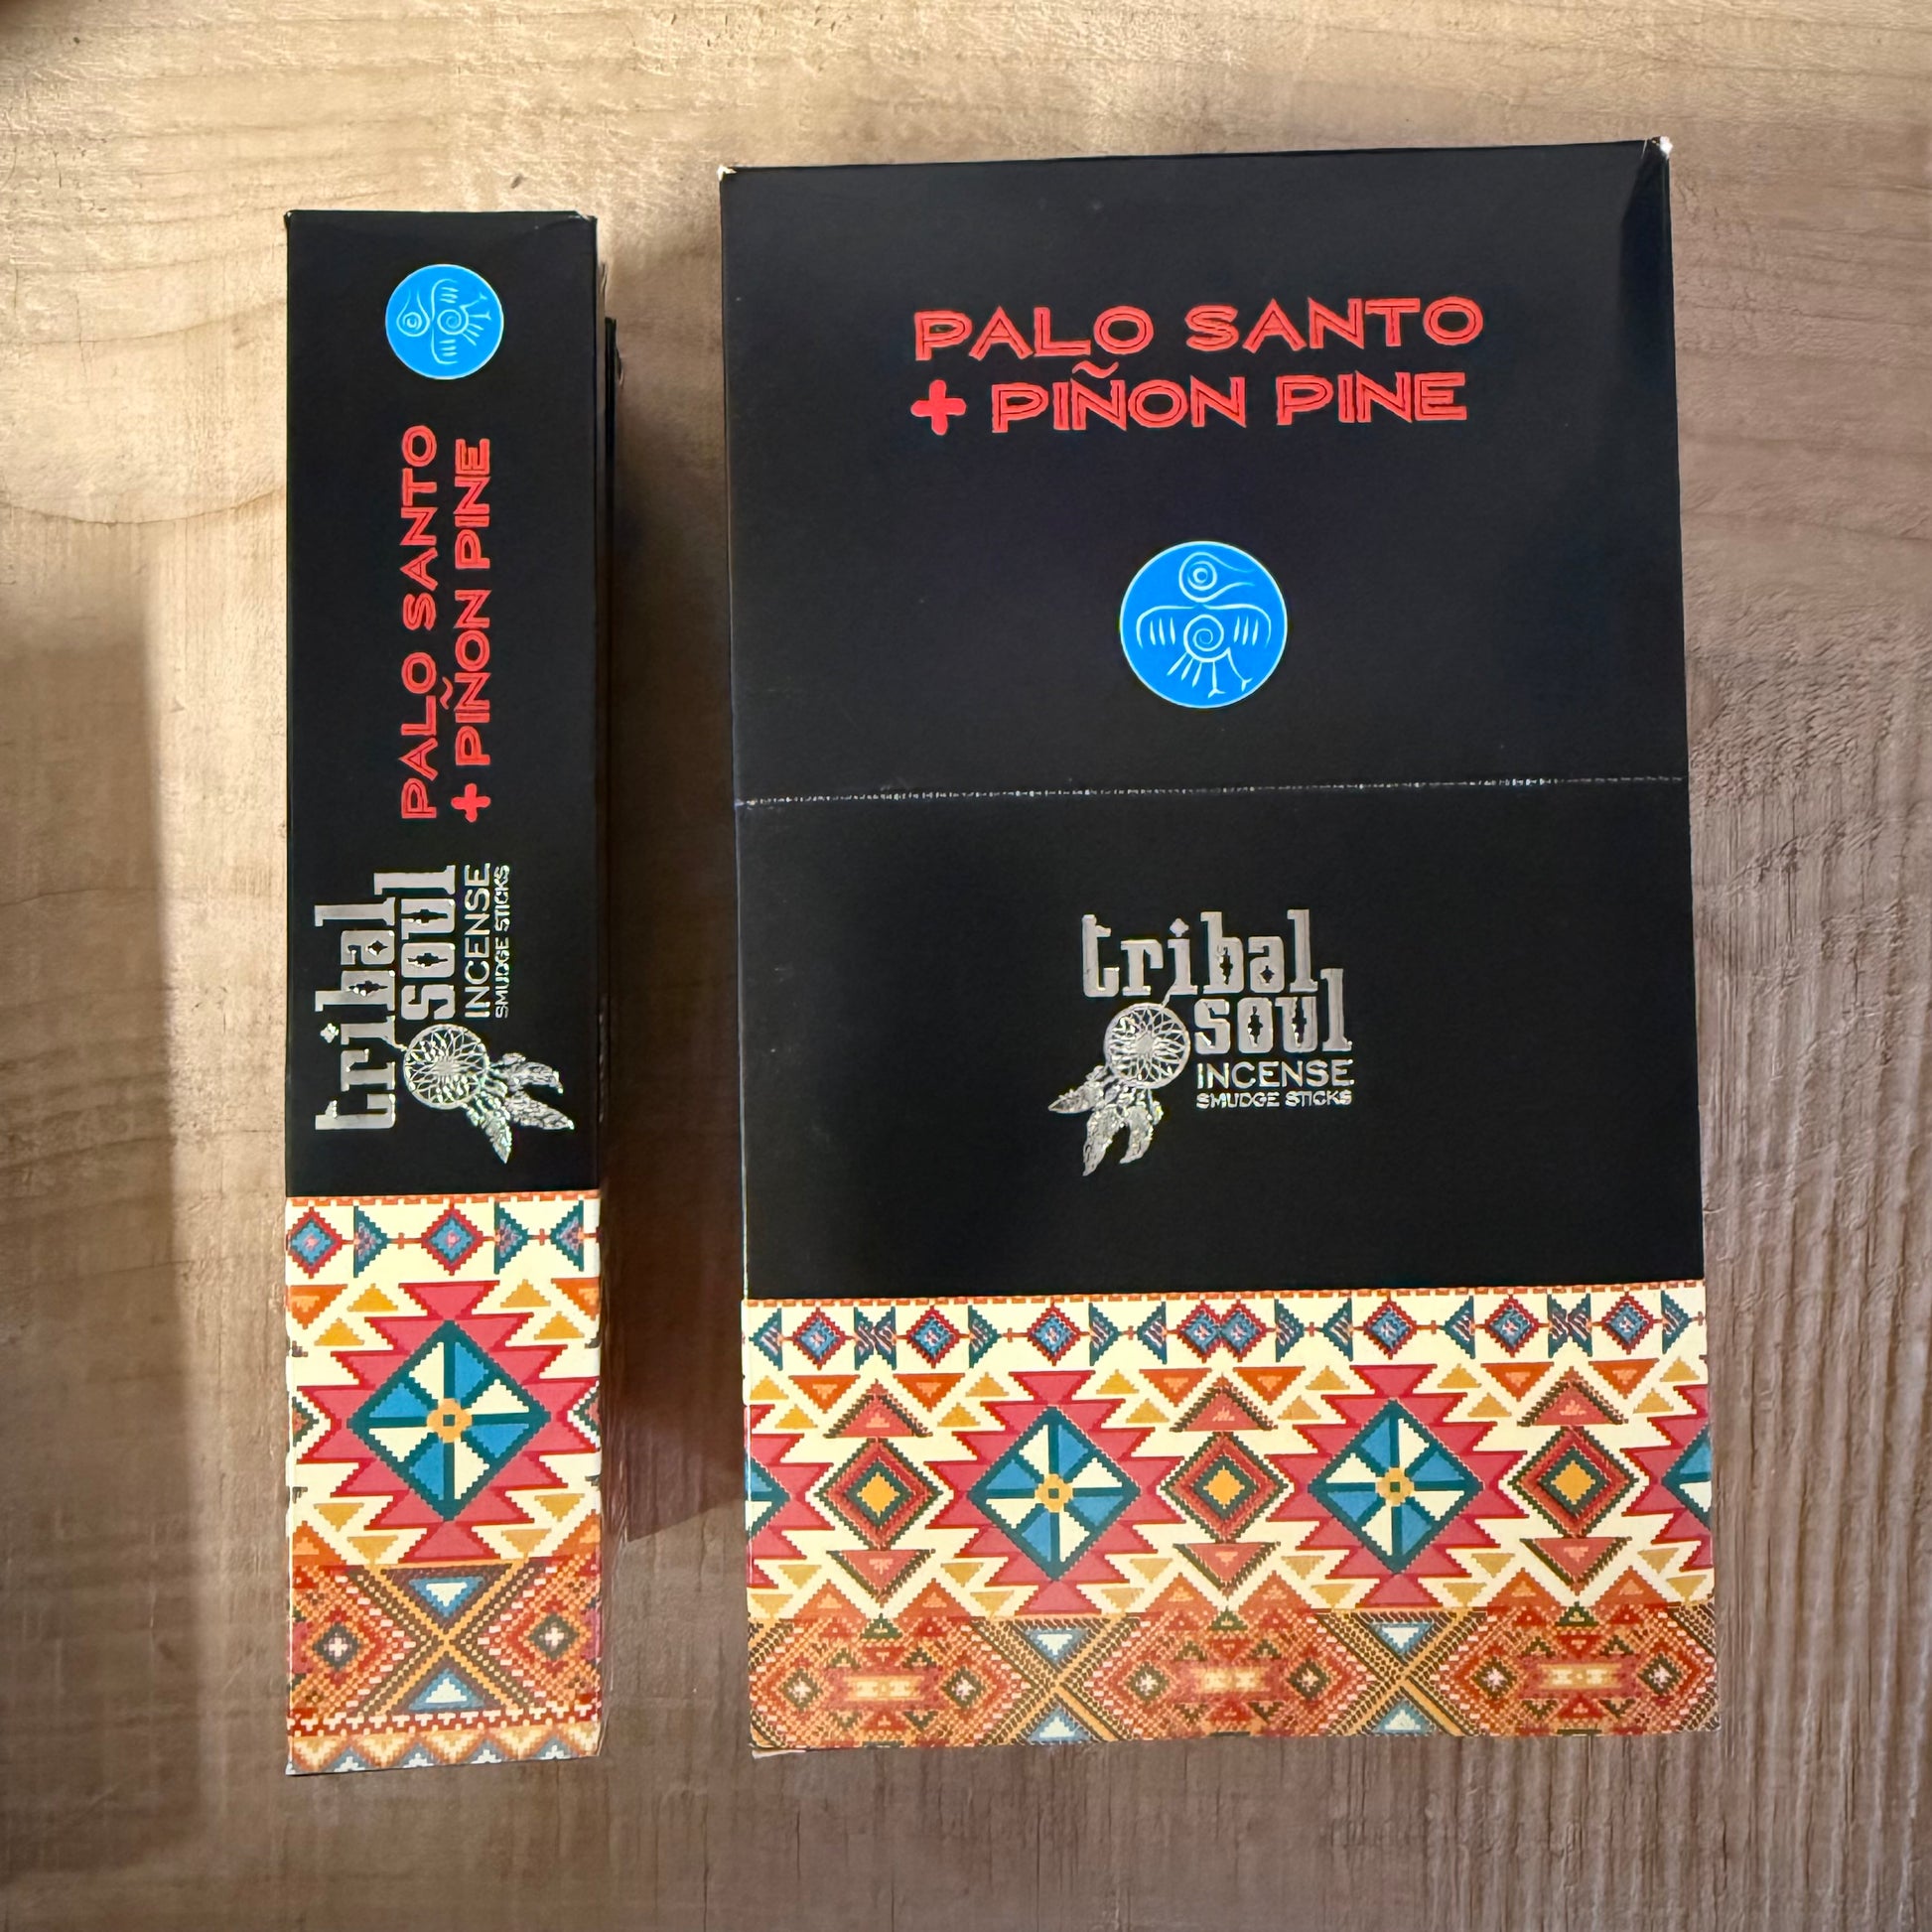 PALO SANTO
+ PIÑON PINE
tribal
soul
INCENSE
SMUDGE STICKS
PALO SANTO
+ PIÑON PINE
tribal
soul
INCENSE
SMUDGE STICKS